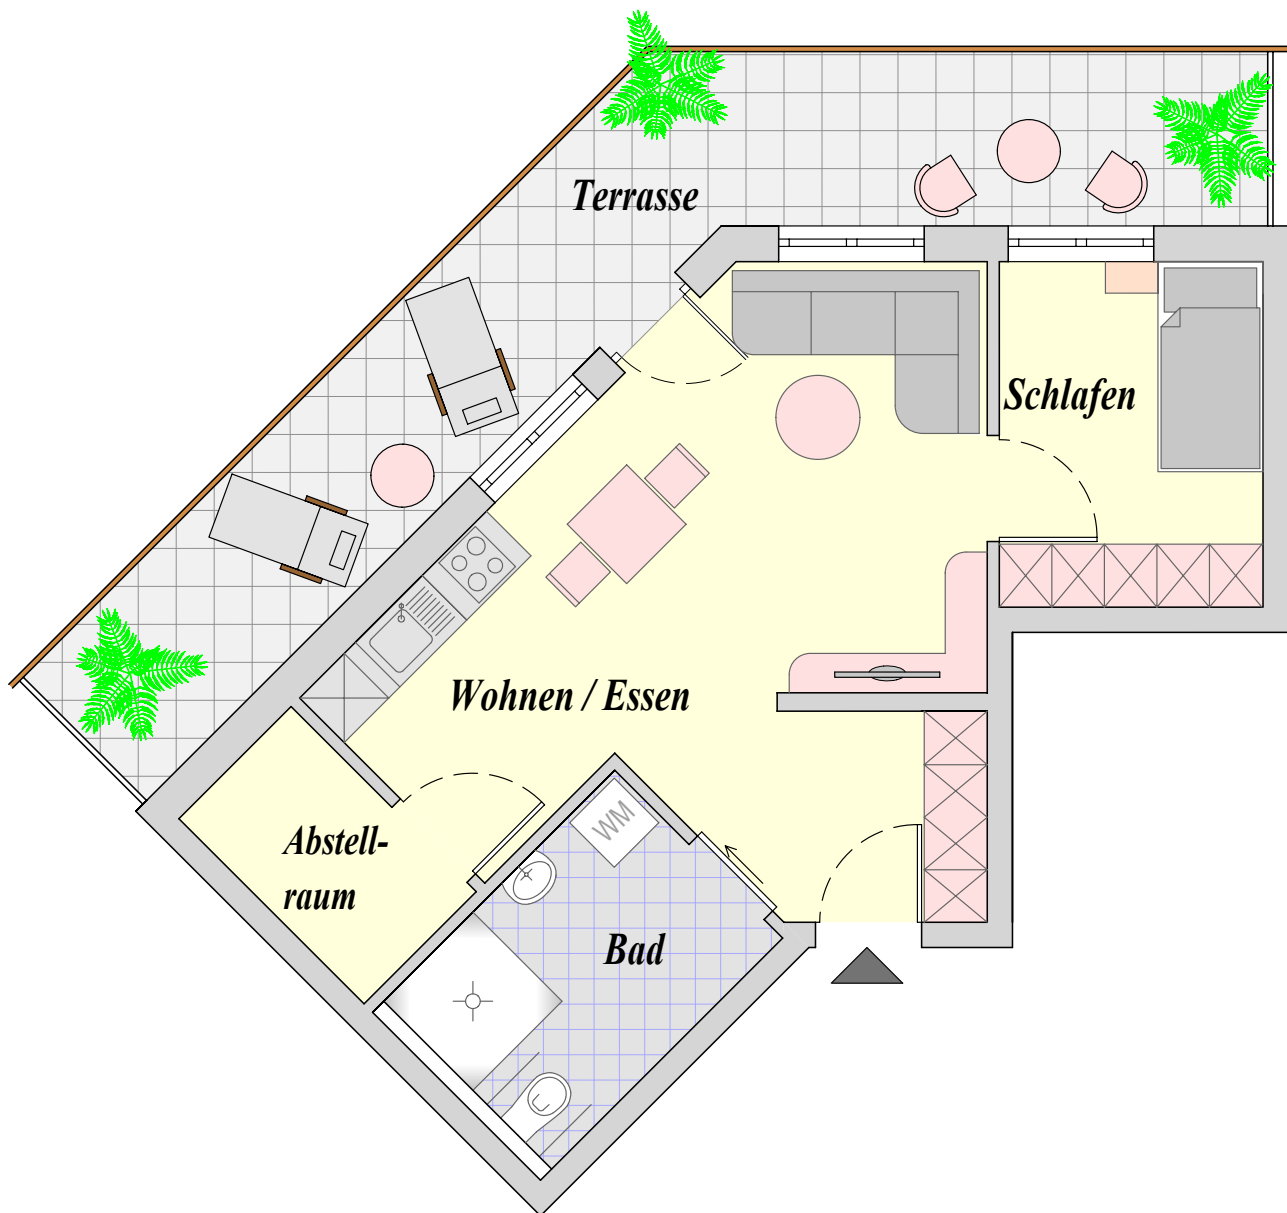 Terrasse
Schlafen
Wohnen / Essen
WM
Abstell-
raum
Bad